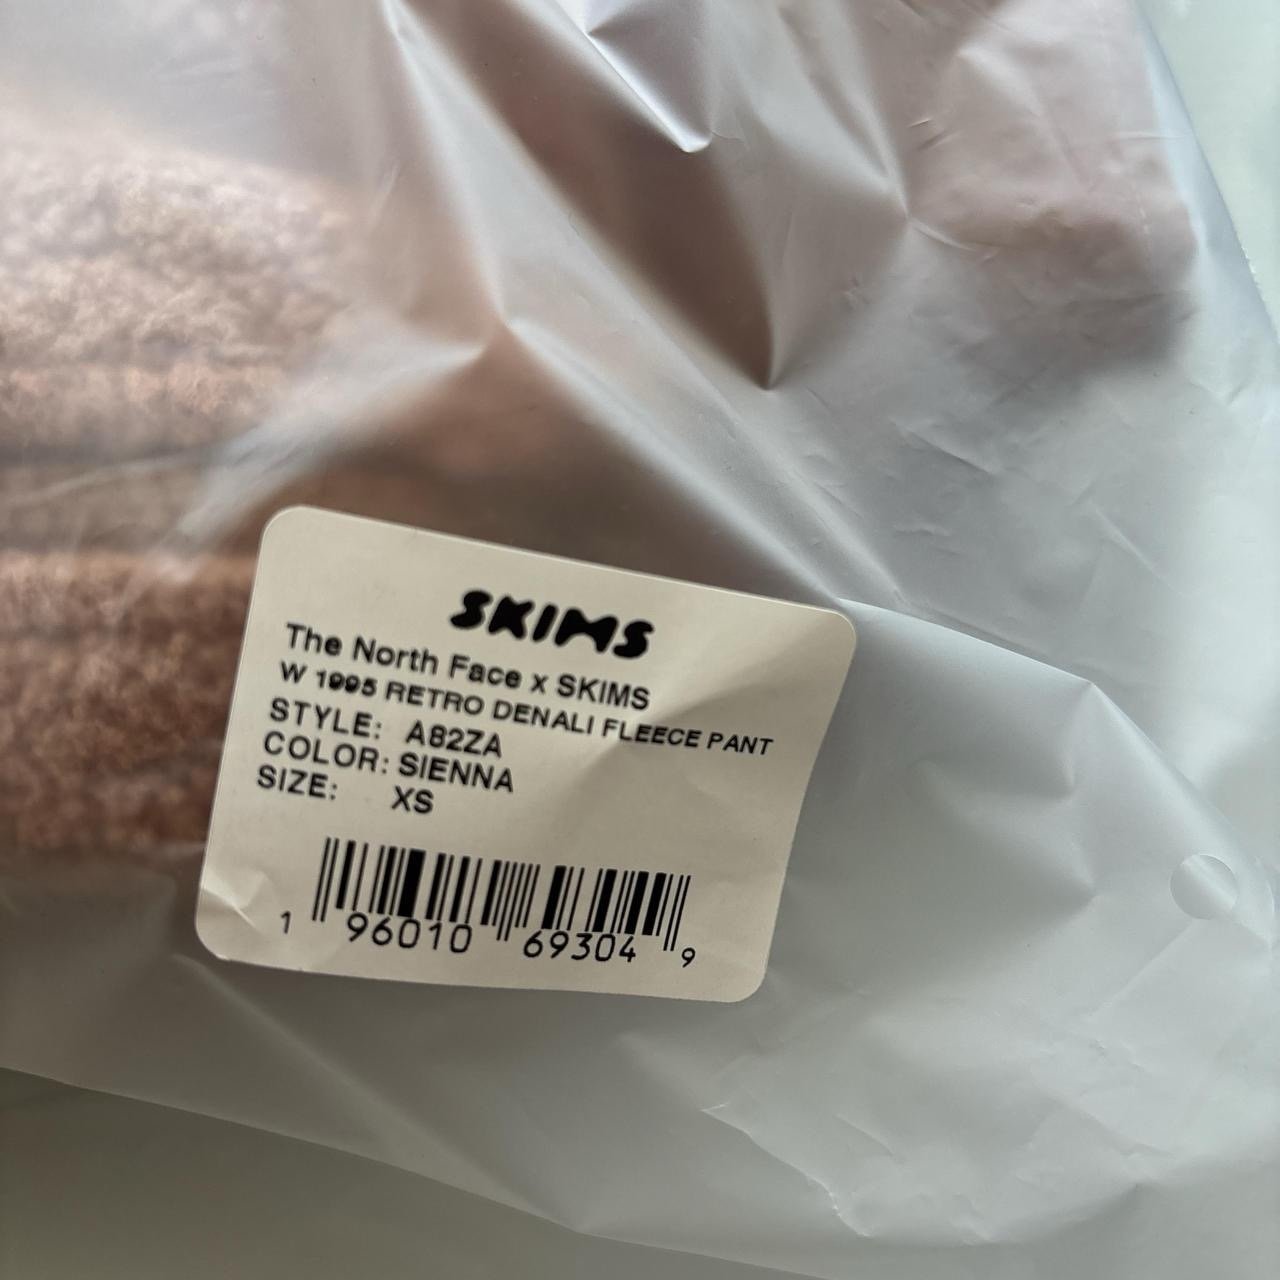 SKIMS
The North Face x SKIMS
W 1995 RETRO DENALI FLEECE PANT
STYLE: A82ZA
COLOR: SIENNA
SIZE: XS
1 96010 69304 9